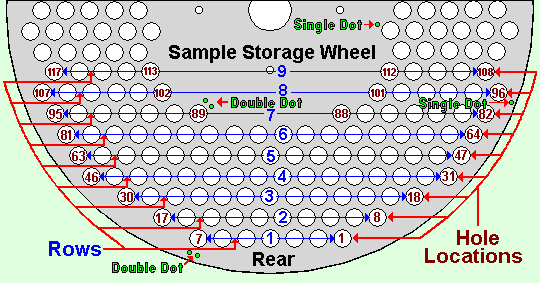 Single Dot
Sample Storage Wheel
117 113 9 112 108
107 102 8 101 96
Double Dot Single Dot
95 89 7 88 82
81 6 64
63 5 47
46 4 31
30 3 18
17 2 8
7 1 1
Rows
Hole
Locations
Double Dot
Rear